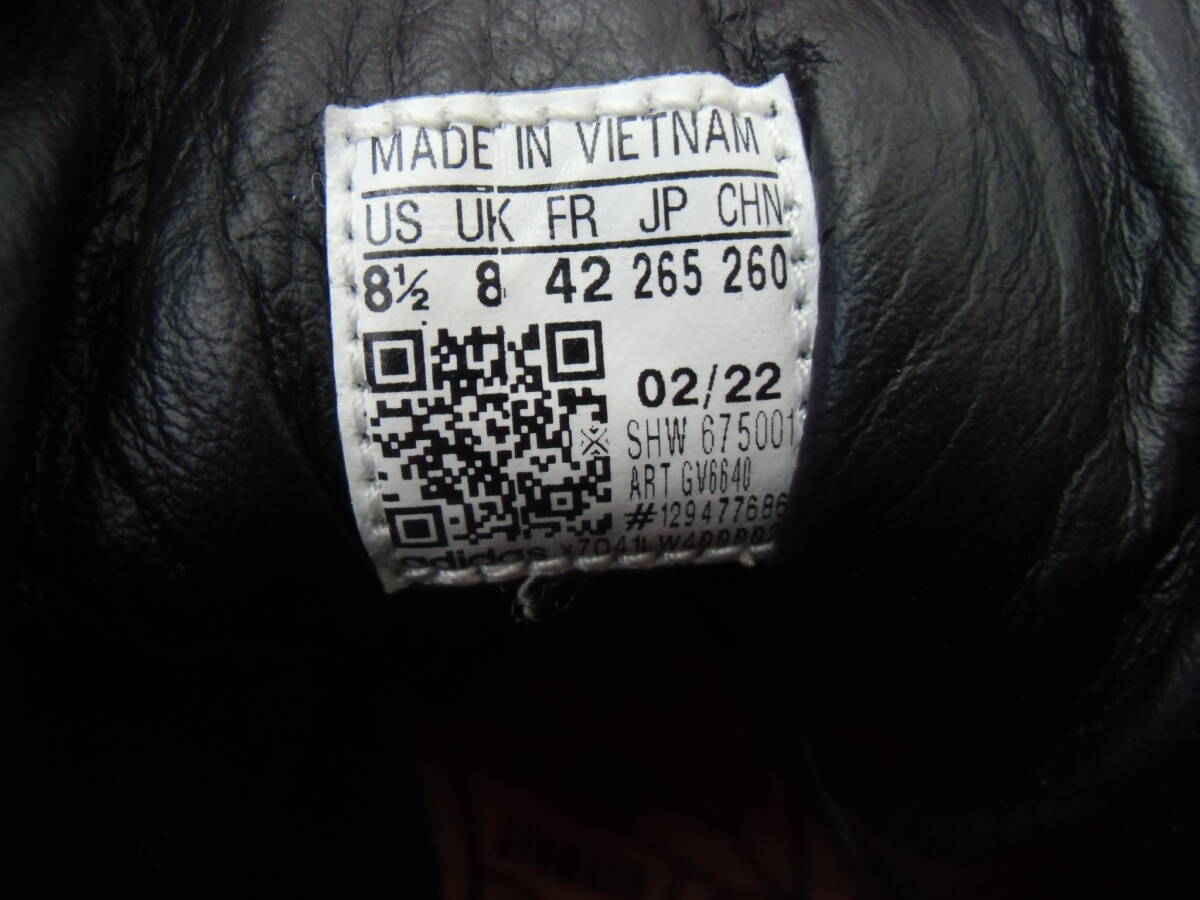 MADE IN VIETNAM
US UK FR JP CHN
8½ 8 42 265 260
02/22
SHW 675001
ART GV6640
#129477686
adidas